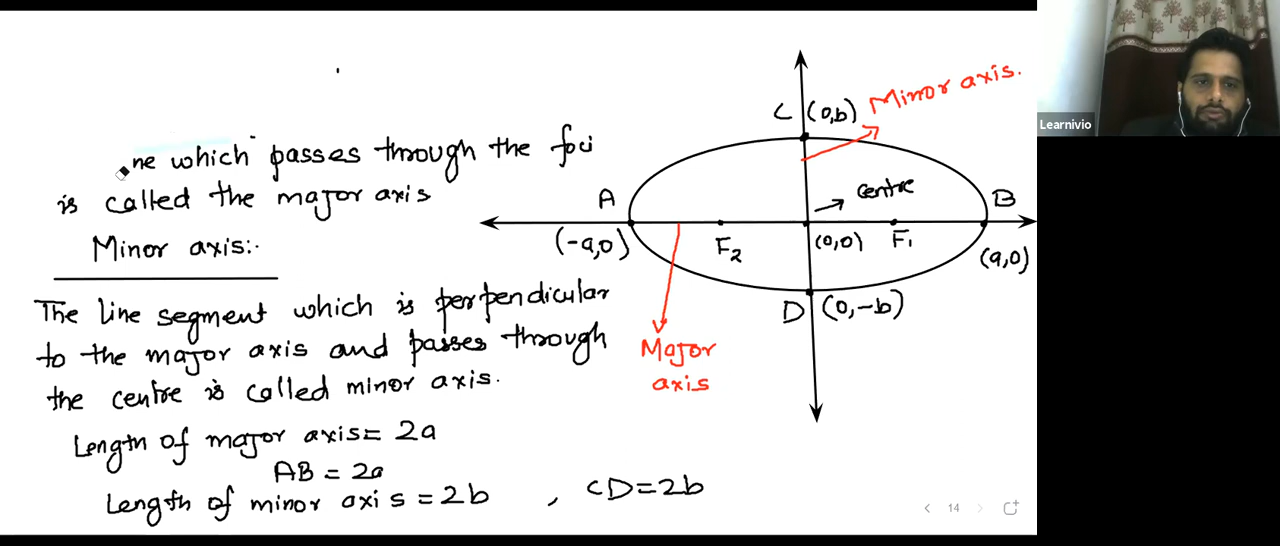 ne which passes through the foci
is called the major axis
Minor axis:-
The line segment which is perpendicular
to the major axis and passes through
the centre is called minor axis.
Length of major axis = 2a
AB = 2a
Length of minor axis = 2b , CD = 2b
C (0,b)
Minor axis.
A
centre
B
(-a,0)
F2
(0,0)
F1
(a,0)
D (0,-b)
Major
axis
14
Learnivio